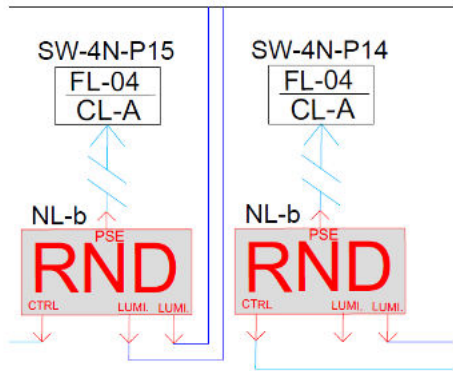 SW-4N-P15
FL-04
CL-A
NL-b
PSE
RND
CTRL LUMI. LUMI.
SW-4N-P14
FL-04
CL-A
NL-b
PSE
RND
CTRL LUMI. LUMI.